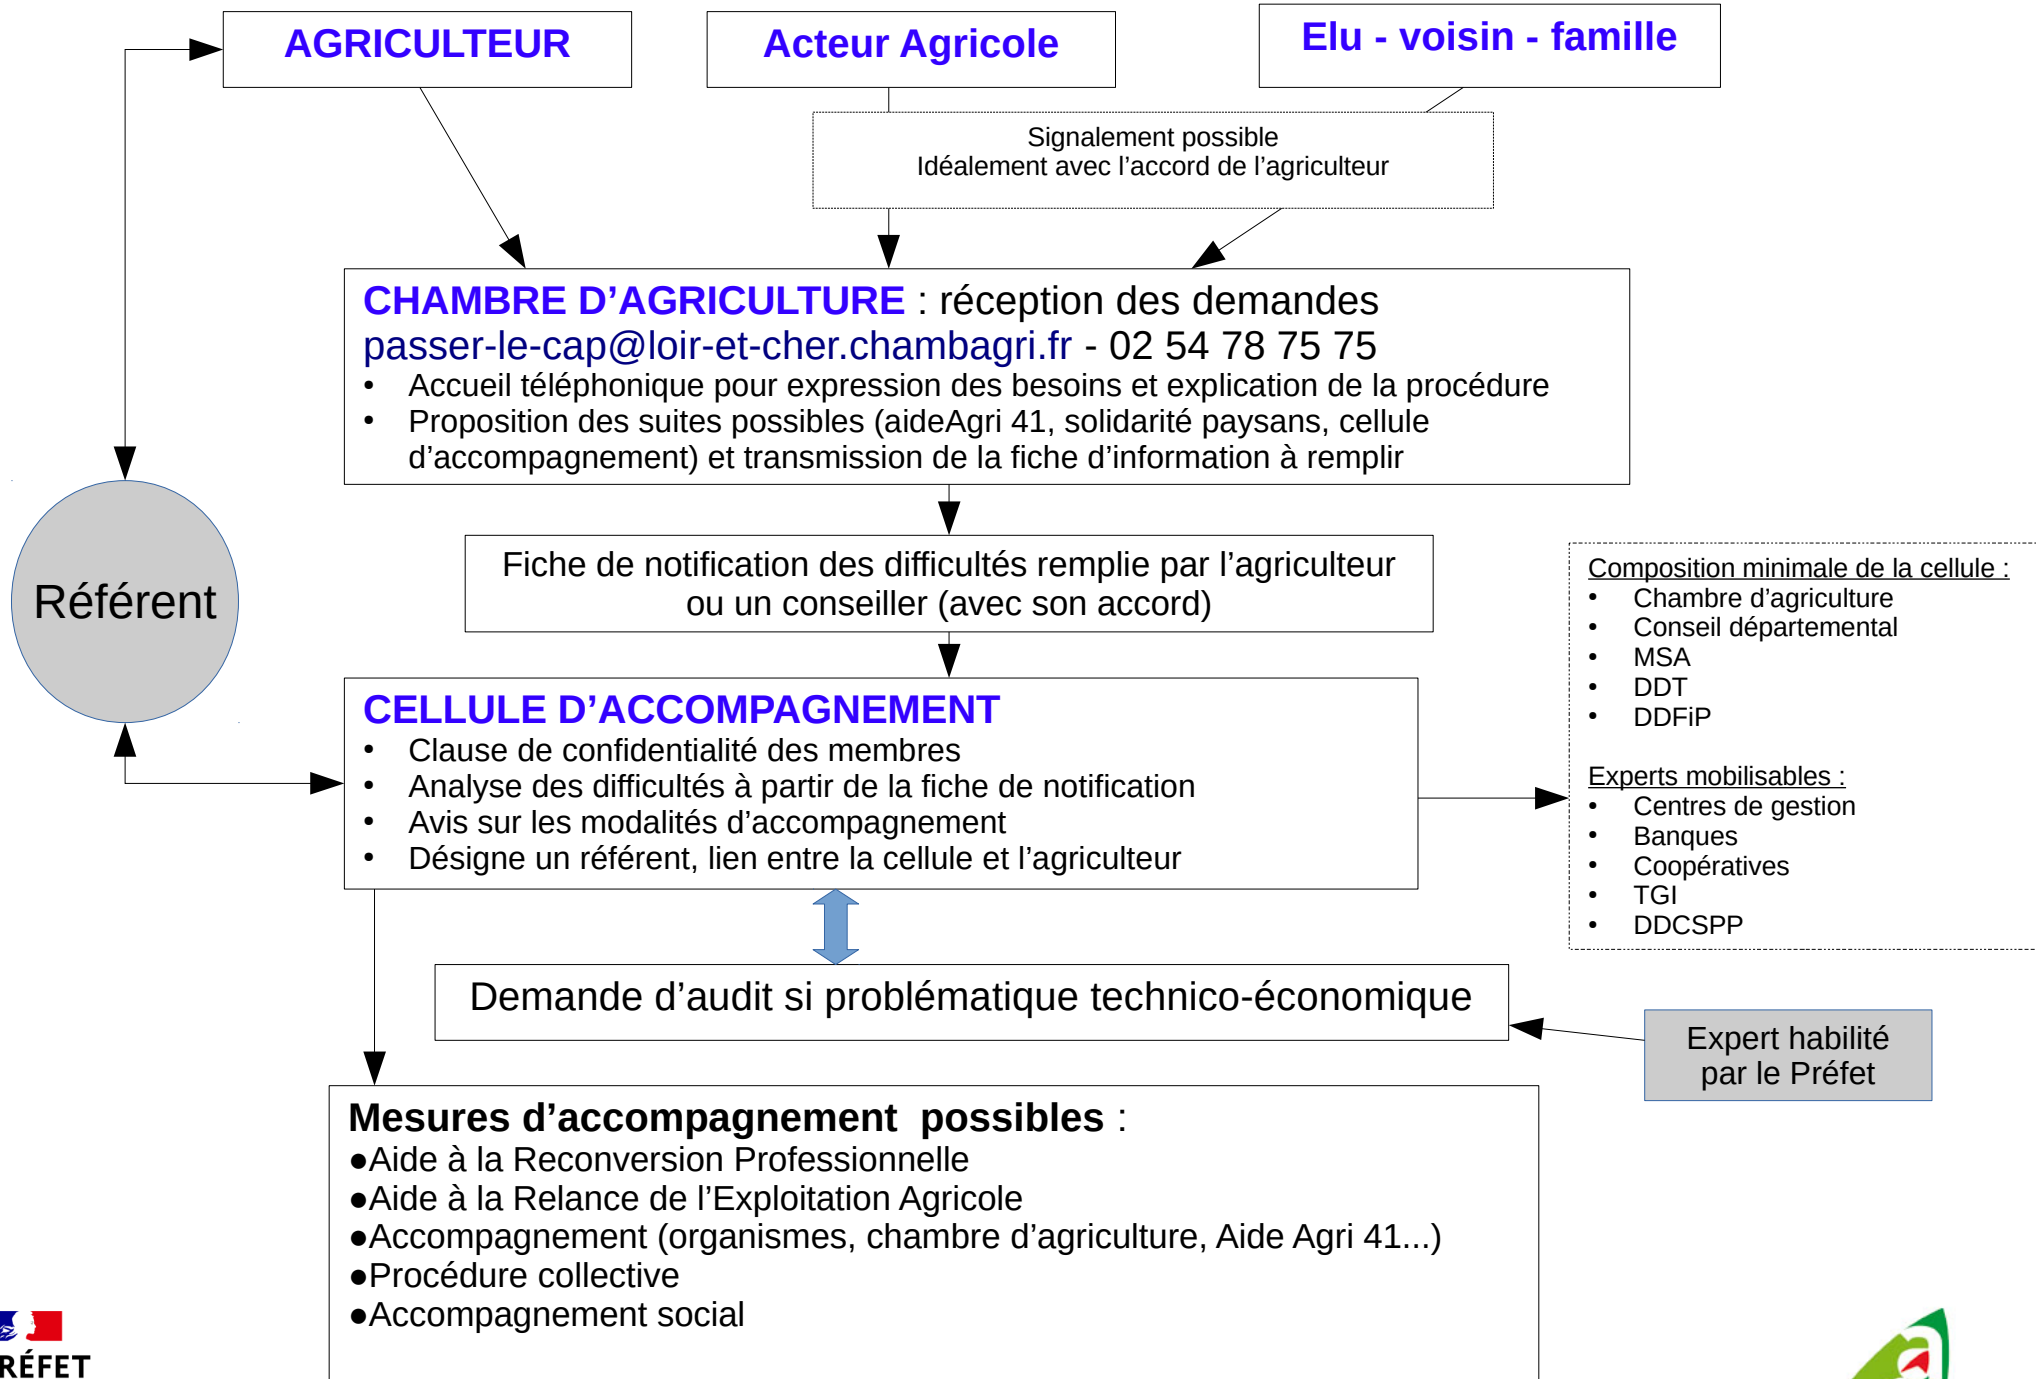 AGRICULTEUR
Acteur Agricole
Elu - voisin - famille
Signalement possible
Idéalement avec l’accord de l’agriculteur
CHAMBRE D’AGRICULTURE : réception des demandes
passer-le-cap@loir-et-cher.chambagri.fr - 02 54 78 75 75
• Accueil téléphonique pour expression des besoins et explication de la procédure
• Proposition des suites possibles (aideAgri 41, solidarité paysans, cellule
d’accompagnement) et transmission de la fiche d’information à remplir
Référent
Fiche de notification des difficultés remplie par l’agriculteur
ou un conseiller (avec son accord)
CELLULE D’ACCOMPAGNEMENT
• Clause de confidentialité des membres
• Analyse des difficultés à partir de la fiche de notification
• Avis sur les modalités d’accompagnement
• Désigne un référent, lien entre la cellule et l’agriculteur
Composition minimale de la cellule :
• Chambre d’agriculture
• Conseil départemental
• MSA
• DDT
• DDFiP
Experts mobilisables :
• Centres de gestion
• Banques
• Coopératives
• TGI
• DDCSPP
Demande d’audit si problématique technico-économique
Expert habilité
par le Préfet
Mesures d’accompagnement possibles :
●Aide à la Reconversion Professionnelle
●Aide à la Relance de l’Exploitation Agricole
●Accompagnement (organismes, chambre d’agriculture, Aide Agri 41...)
●Procédure collective
●Accompagnement social
RÉFET